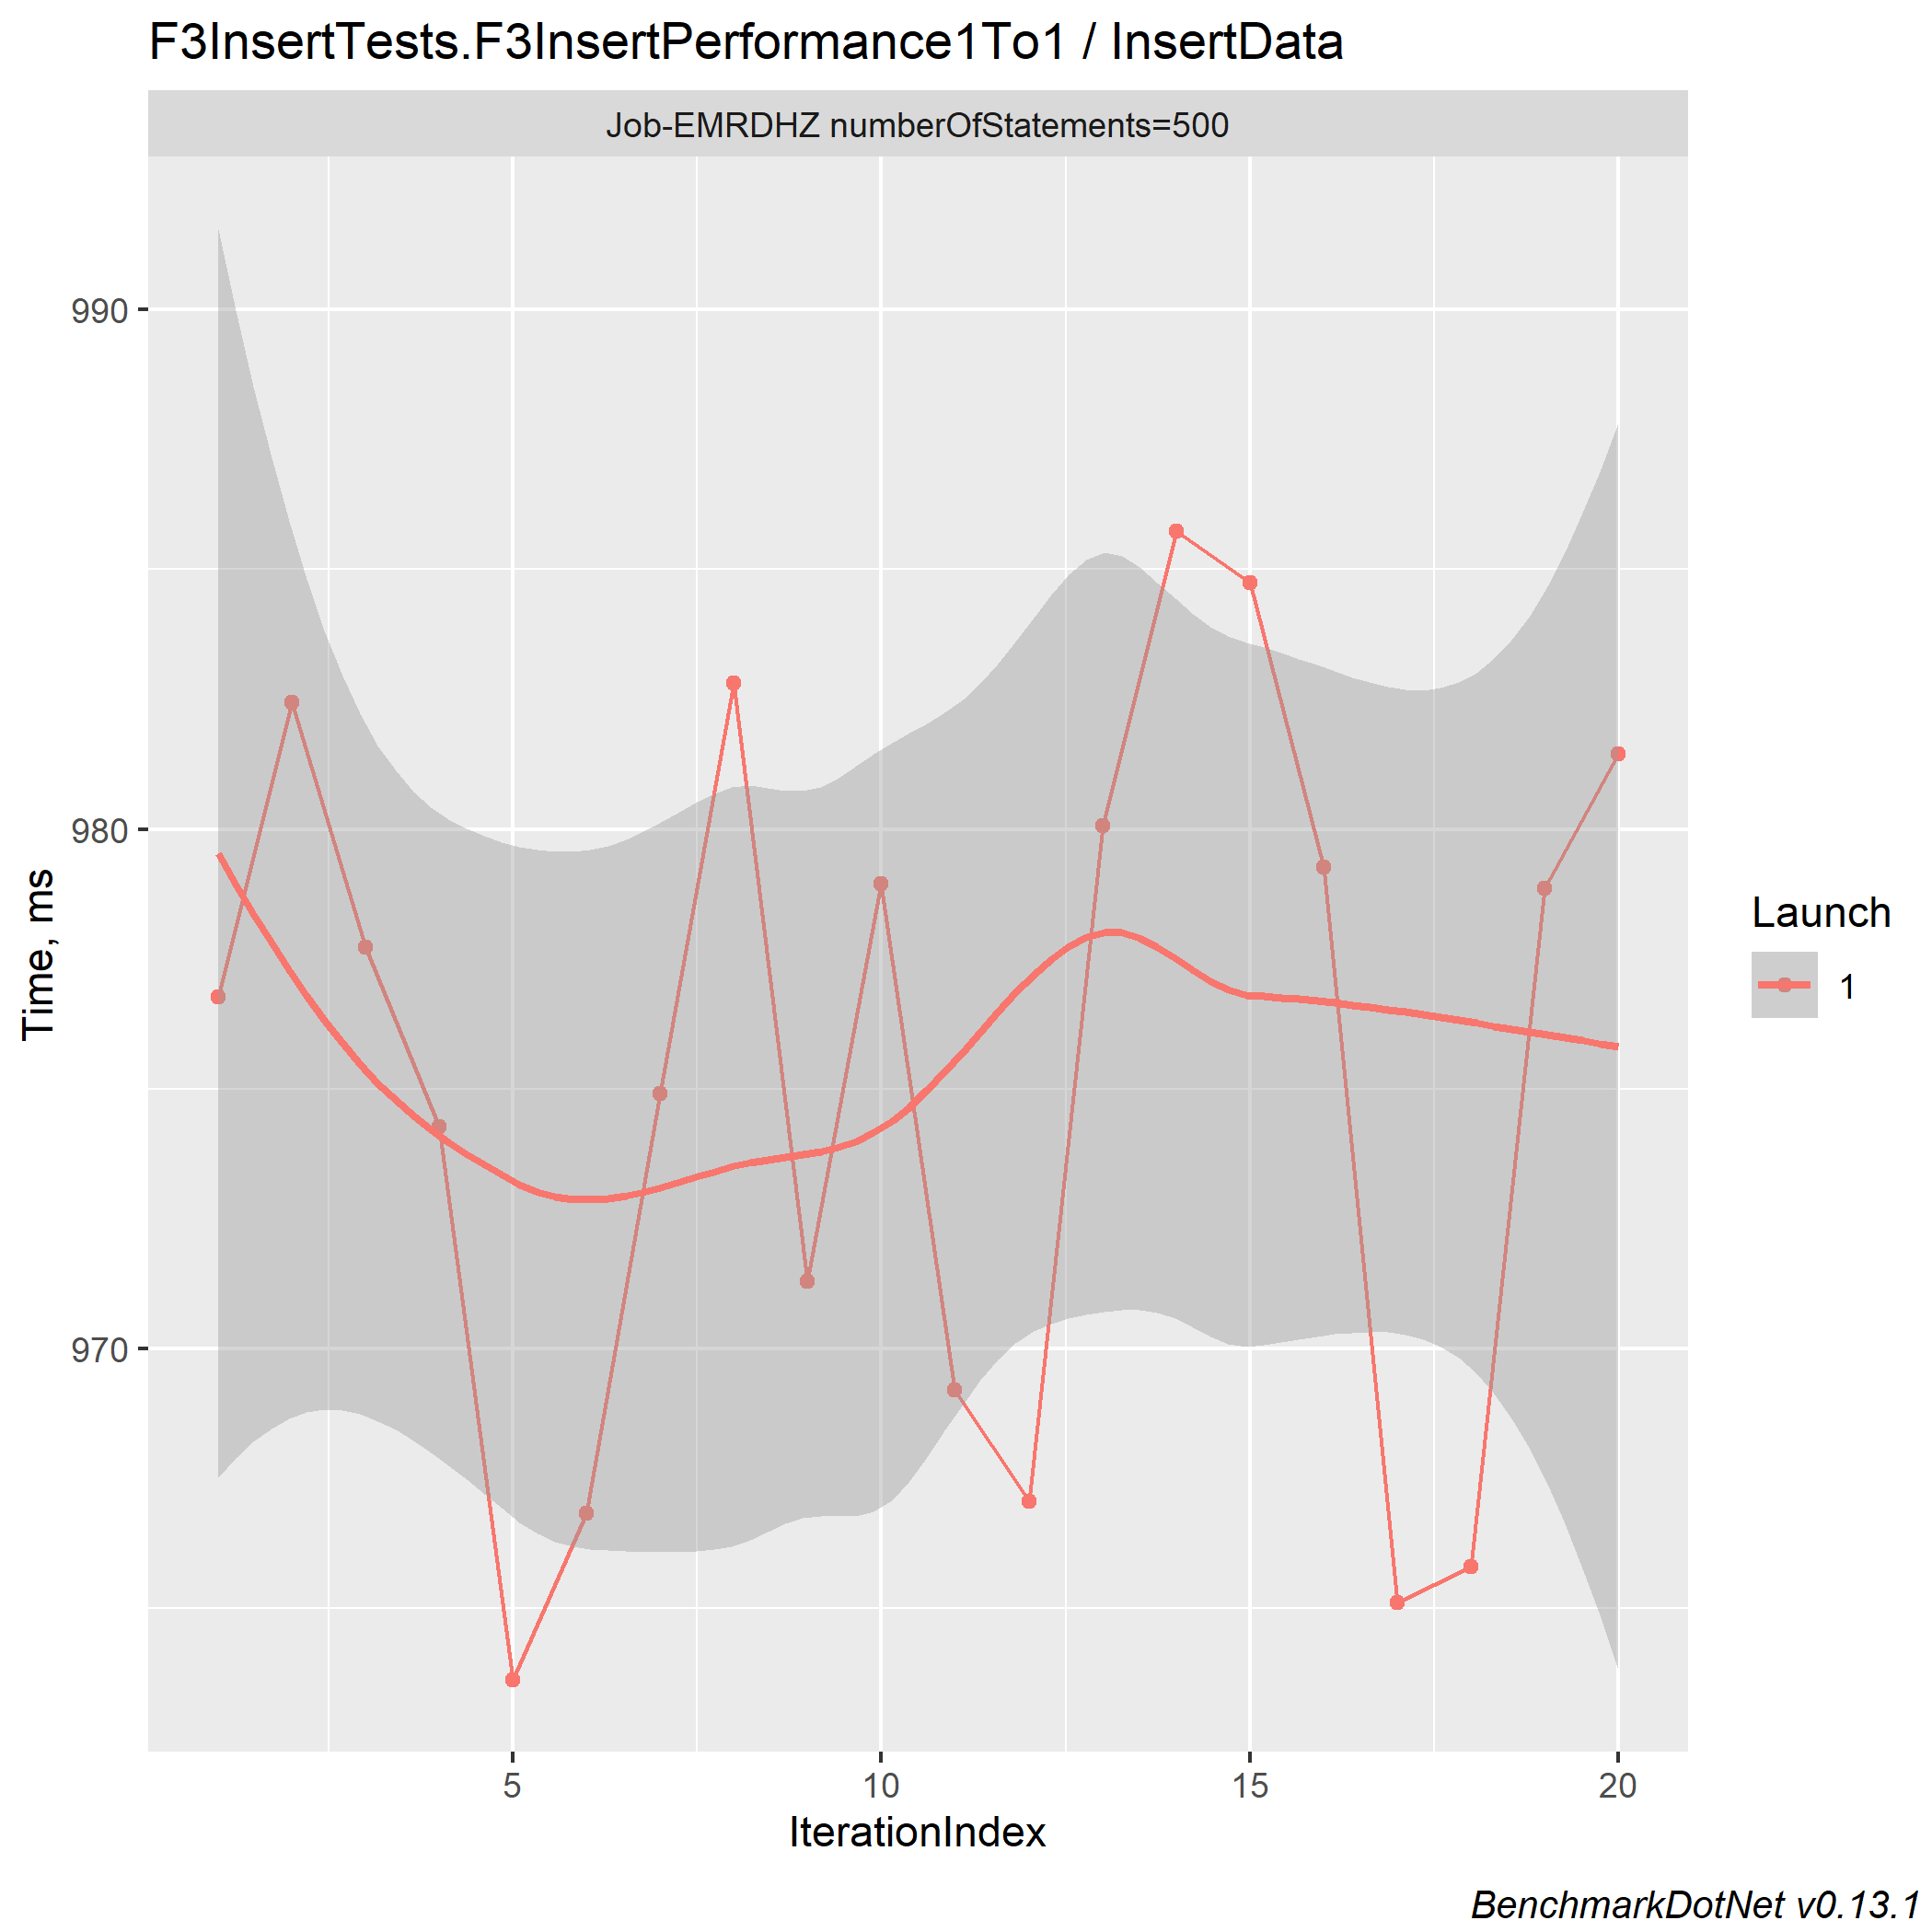 F3InsertTests.F3InsertPerformance1To1 / InsertData
Job-EMRDHZ numberOfStatements=500
990
980
970
Time, ms
5 10 15 20
IterationIndex
Launch
1
BenchmarkDotNet v0.13.1